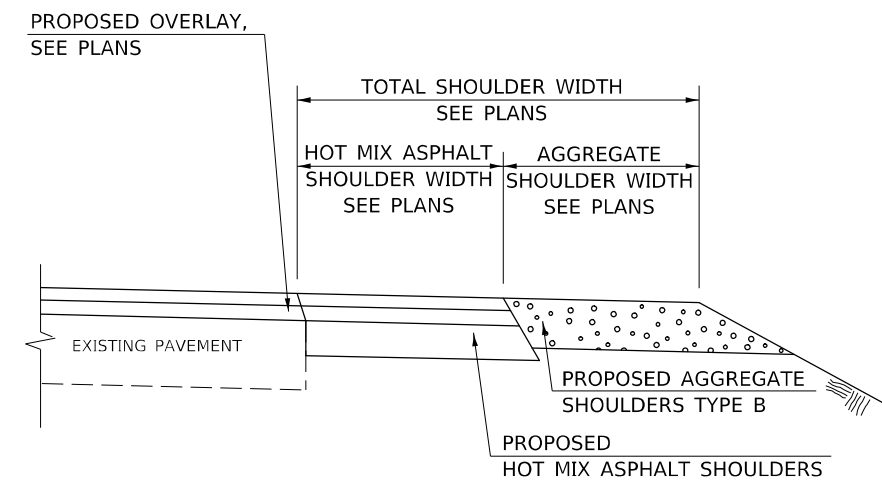 PROPOSED OVERLAY,
SEE PLANS
TOTAL SHOULDER WIDTH
SEE PLANS
HOT MIX ASPHALT
SHOULDER WIDTH
SEE PLANS
AGGREGATE
SHOULDER WIDTH
SEE PLANS
EXISTING PAVEMENT
PROPOSED AGGREGATE
SHOULDERS TYPE B
PROPOSED
HOT MIX ASPHALT SHOULDERS